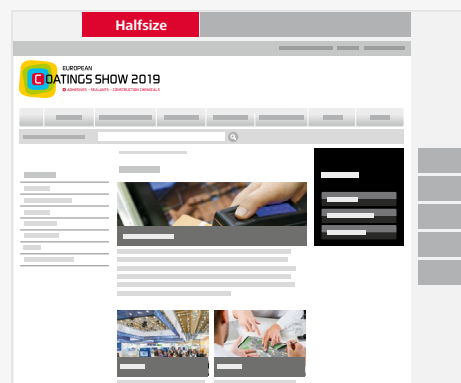 Halfsize
EUROPEAN
COATINGS SHOW 2019
ADHESIVES – SEALANTS – CONSTRUCTION CHEMICALS